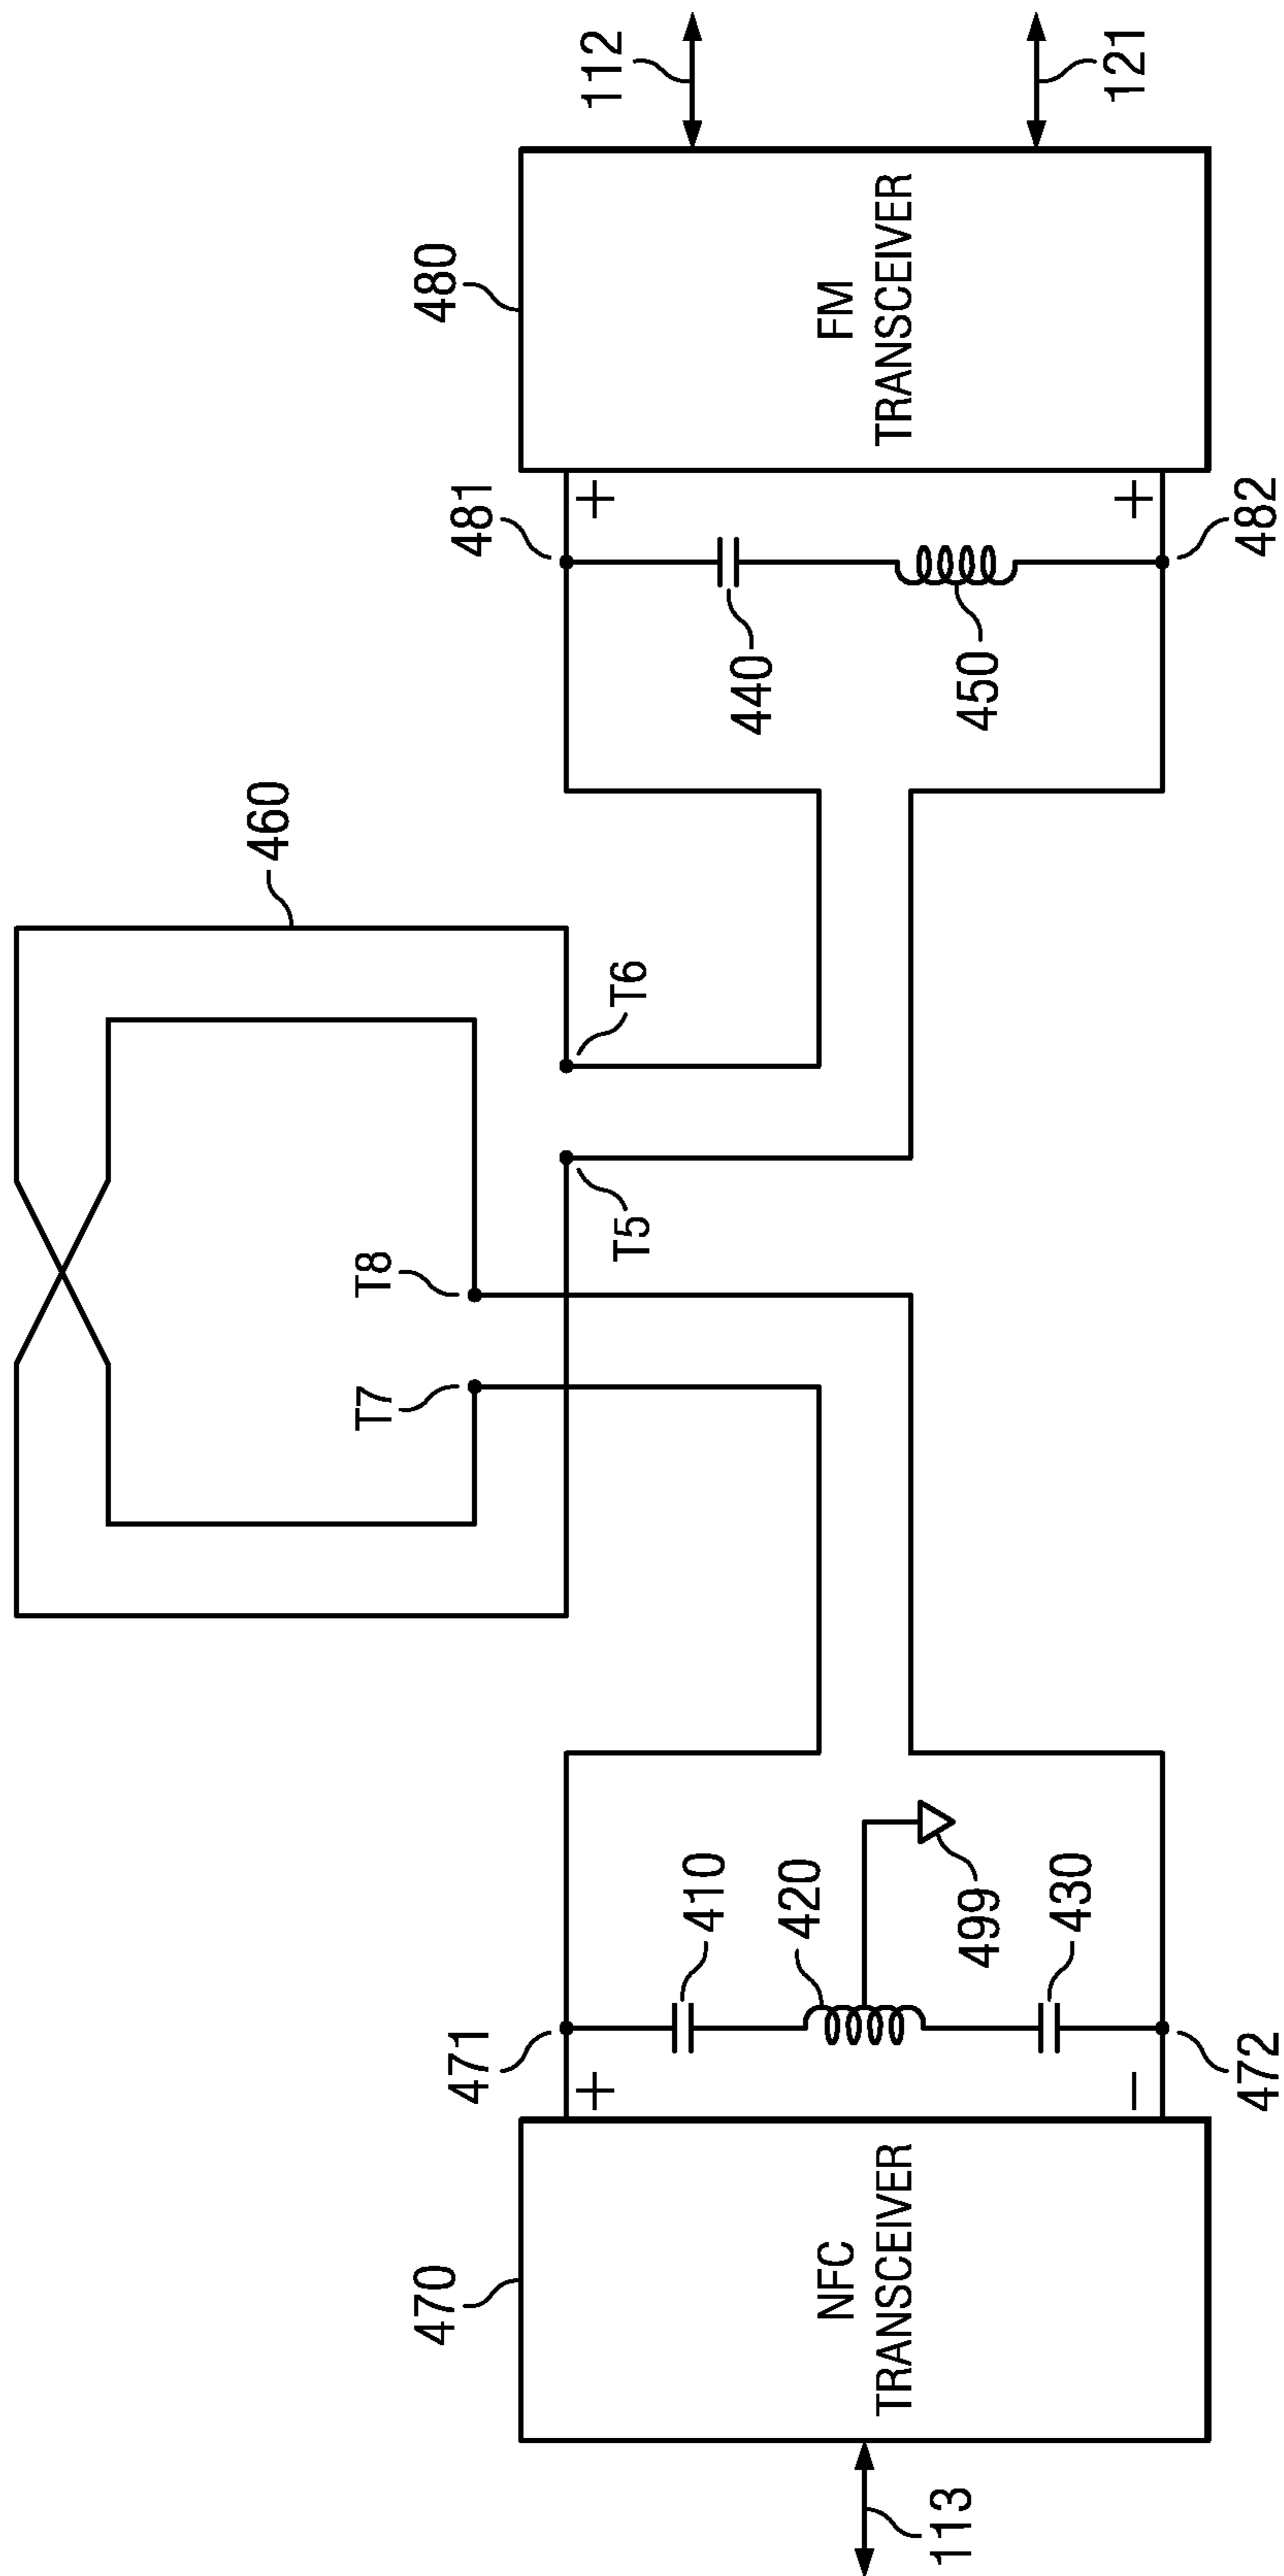 460
T8
T7
T6
T5
470
471
480
481
112
113
NFC
TRANSCEIVER
+
−
410
420
499
430
472
440
450
+
+
482
FM
TRANSCEIVER
121